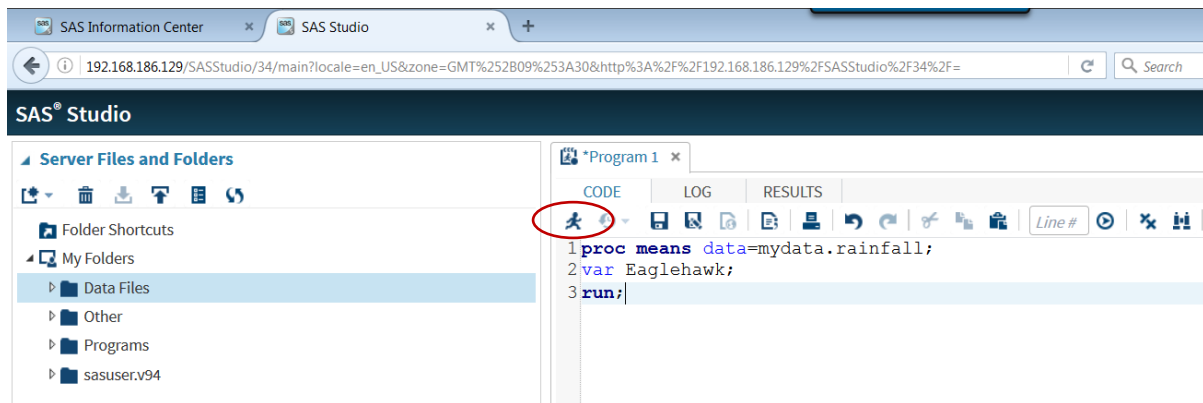 SAS Information Center
SAS Studio
192.168.186.129/SASStudio/34/main?locale=en_US&zone=GMT%252B09%253A30&http%3A%2F%2F192.168.186.129%2FSASStudio%2F34%2F=
Search
SAS® Studio
Server Files and Folders
Folder Shortcuts
My Folders
Data Files
Other
Programs
sasuser.v94
*Program 1
CODE LOG RESULTS
Line #
1 proc means data=mydata.rainfall;
2 var Eaglehawk;
3 run;